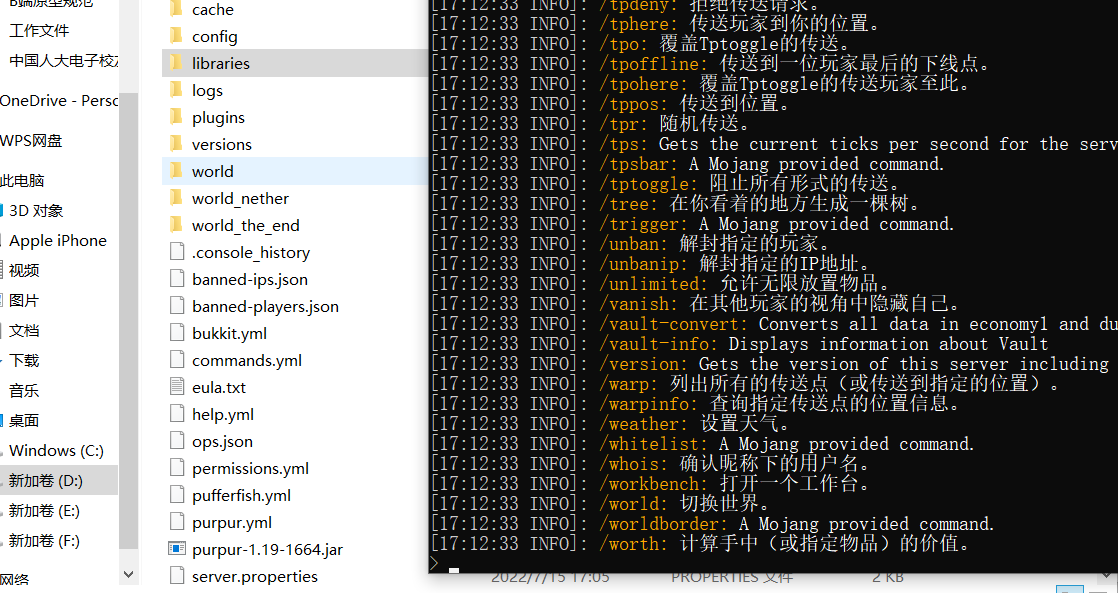 B端原型规范
工作文件
中国人大电子校
OneDrive - Perso
WPS网盘
此电脑
3D 对象
Apple iPhone
视频
图片
文档
下载
音乐
桌面
Windows (C:)
新加卷 (D:)
新加卷 (E:)
新加卷 (F:)
网络
cache
config
libraries
logs
plugins
versions
world
world_nether
world_the_end
.console_history
banned-ips.json
banned-players.json
bukkit.yml
commands.yml
eula.txt
help.yml
ops.json
permissions.yml
pufferfish.yml
purpur.yml
purpur-1.19-1664.jar
server.properties
[17:12:33 INFO]: /tpdeny: 拒绝传送请求。
[17:12:33 INFO]: /tphere: 传送玩家到你的位置。
[17:12:33 INFO]: /tpo: 覆盖Tptoggle的传送。
[17:12:33 INFO]: /tpoffline: 传送到一位玩家最后的下线点。
[17:12:33 INFO]: /tpohere: 覆盖Tptoggle的传送玩家至此。
[17:12:33 INFO]: /tppos: 传送到位置。
[17:12:33 INFO]: /tpr: 随机传送。
[17:12:33 INFO]: /tps: Gets the current ticks per second for the serv
[17:12:33 INFO]: /tpsbar: A Mojang provided command.
[17:12:33 INFO]: /tptoggle: 阻止所有形式的传送。
[17:12:33 INFO]: /tree: 在你看着的地方生成一棵树。
[17:12:33 INFO]: /trigger: A Mojang provided command.
[17:12:33 INFO]: /unban: 解封指定的玩家。
[17:12:33 INFO]: /unbanip: 解封指定的IP地址。
[17:12:33 INFO]: /unlimited: 允许无限放置物品。
[17:12:33 INFO]: /vanish: 在其他玩家的视角中隐藏自己。
[17:12:33 INFO]: /vault-convert: Converts all data in economy1 and du
[17:12:33 INFO]: /vault-info: Displays information about Vault
[17:12:33 INFO]: /version: Gets the version of this server including
[17:12:33 INFO]: /warp: 列出所有的传送点（或传送到指定的位置）。
[17:12:33 INFO]: /warpinfo: 查询指定传送点的位置信息。
[17:12:33 INFO]: /weather: 设置天气。
[17:12:33 INFO]: /whitelist: A Mojang provided command.
[17:12:33 INFO]: /whois: 确认昵称下的用户名。
[17:12:33 INFO]: /workbench: 打开一个工作台。
[17:12:33 INFO]: /world: 切换世界。
[17:12:33 INFO]: /worldborder: A Mojang provided command.
[17:12:33 INFO]: /worth: 计算手中（或指定物品）的价值。
>
2022/7/15 17:05 PROPERTIES 文件 2 KB